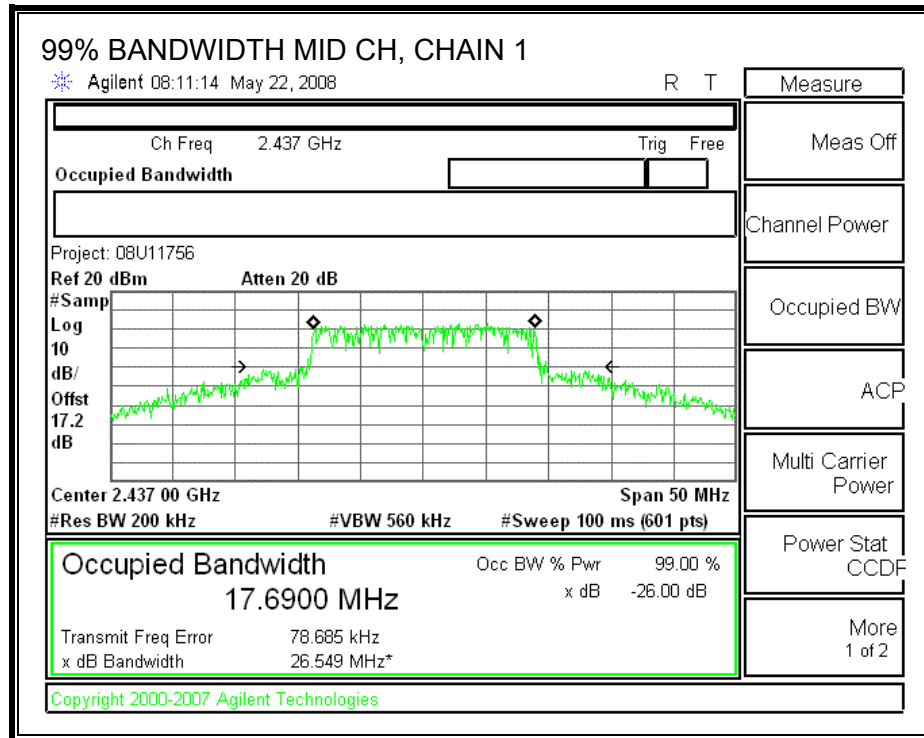 99% BANDWIDTH MID CH, CHAIN 1
Agilent 08:11:14 May 22, 2008 R T
Measure
Meas Off
Channel Power
Occupied BW
ACP
Multi Carrier
Power
Power Stat
CCDF
More
1 of 2
Ch Freq 2.437 GHz Trig Free
Occupied Bandwidth
Project: 08U11756
Ref 20 dBm Atten 20 dB
#Samp
Log
10
dB/
Offst
17.2
dB
Center 2.437 00 GHz Span 50 MHz
#Res BW 200 kHz #VBW 560 kHz #Sweep 100 ms (601 pts)
Occupied Bandwidth Occ BW % Pwr 99.00 %
17.6900 MHz x dB -26.00 dB
Transmit Freq Error 78.685 kHz
x dB Bandwidth 26.549 MHz*
Copyright 2000-2007 Agilent Technologies